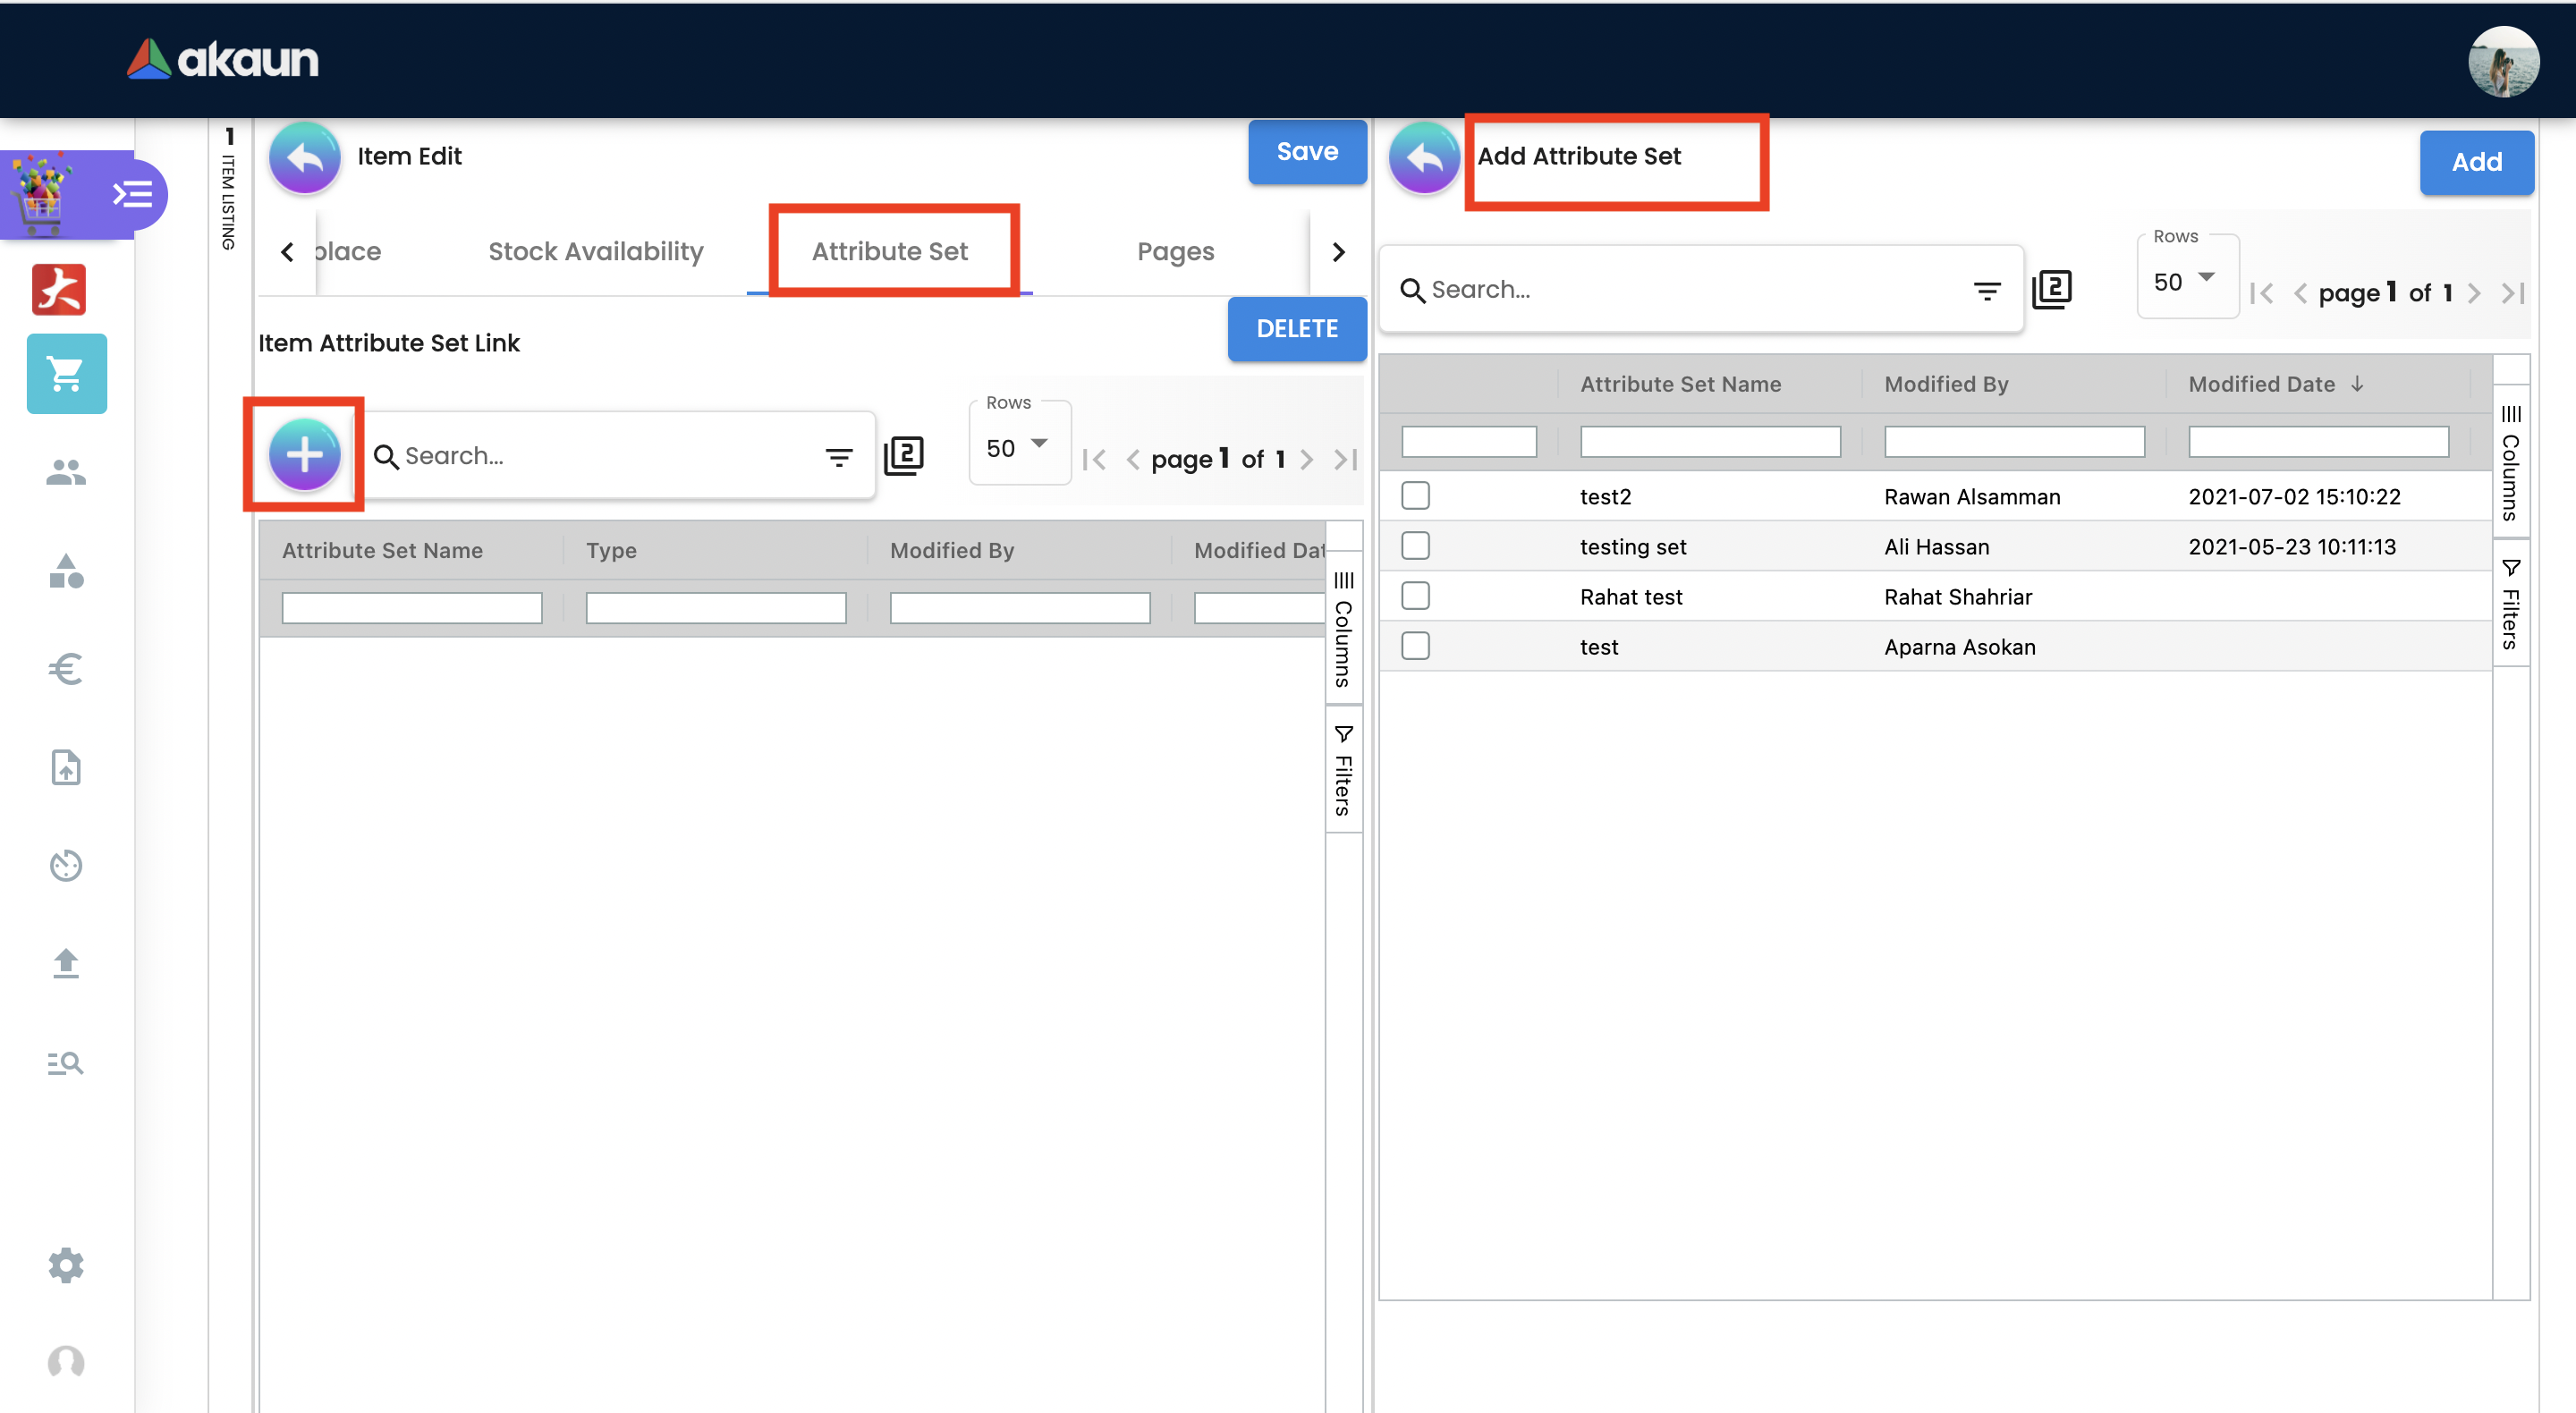 akaun
1
ITEM LISTING
Item Edit
Save
place
Stock Availability
Attribute Set
Pages
Item Attribute Set Link
DELETE
Search...
2
Rows
50
page 1 of 1
Attribute Set Name
Type
Modified By
Modified Dat
Columns
Filters
Add Attribute Set
Add
Search...
2
Rows
50
page 1 of 1
Attribute Set Name
Modified By
Modified Date
test2 Rawan Alsamman 2021-07-02 15:10:22
testing set Ali Hassan 2021-05-23 10:11:13
Rahat test Rahat Shahriar
test Aparna Asokan
Columns
Filters